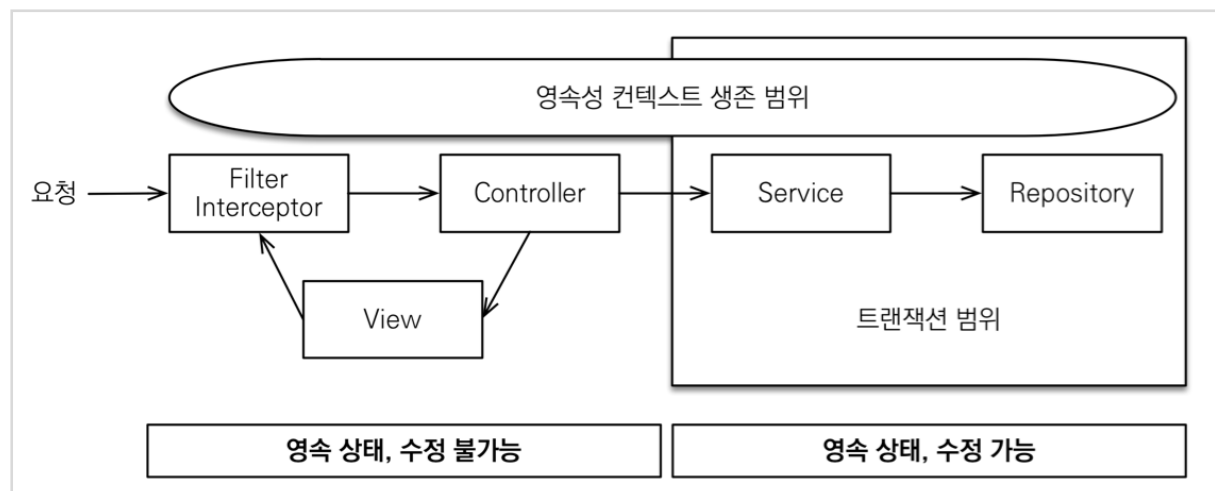 영속성 컨텍스트 생존 범위
요청
Filter
Interceptor
Controller
Service
Repository
View
트랜잭션 범위
영속 상태, 수정 불가능
영속 상태, 수정 가능